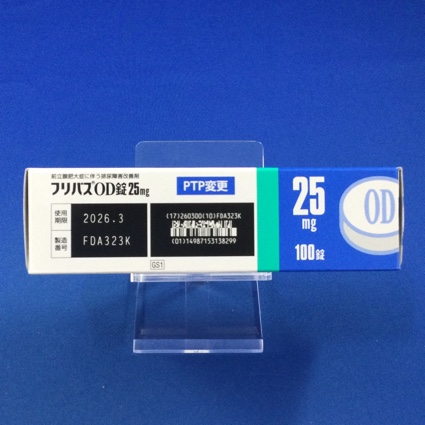 前立腺肥大症に伴う排尿障害改善剤
フリバス®OD錠25mg
PTP変更
使用
期限
2026.3
製造
番号
FDA323K
(17)260300(10)FDA323K
(01)14987153138299
GS1
25
mg
100錠
OD